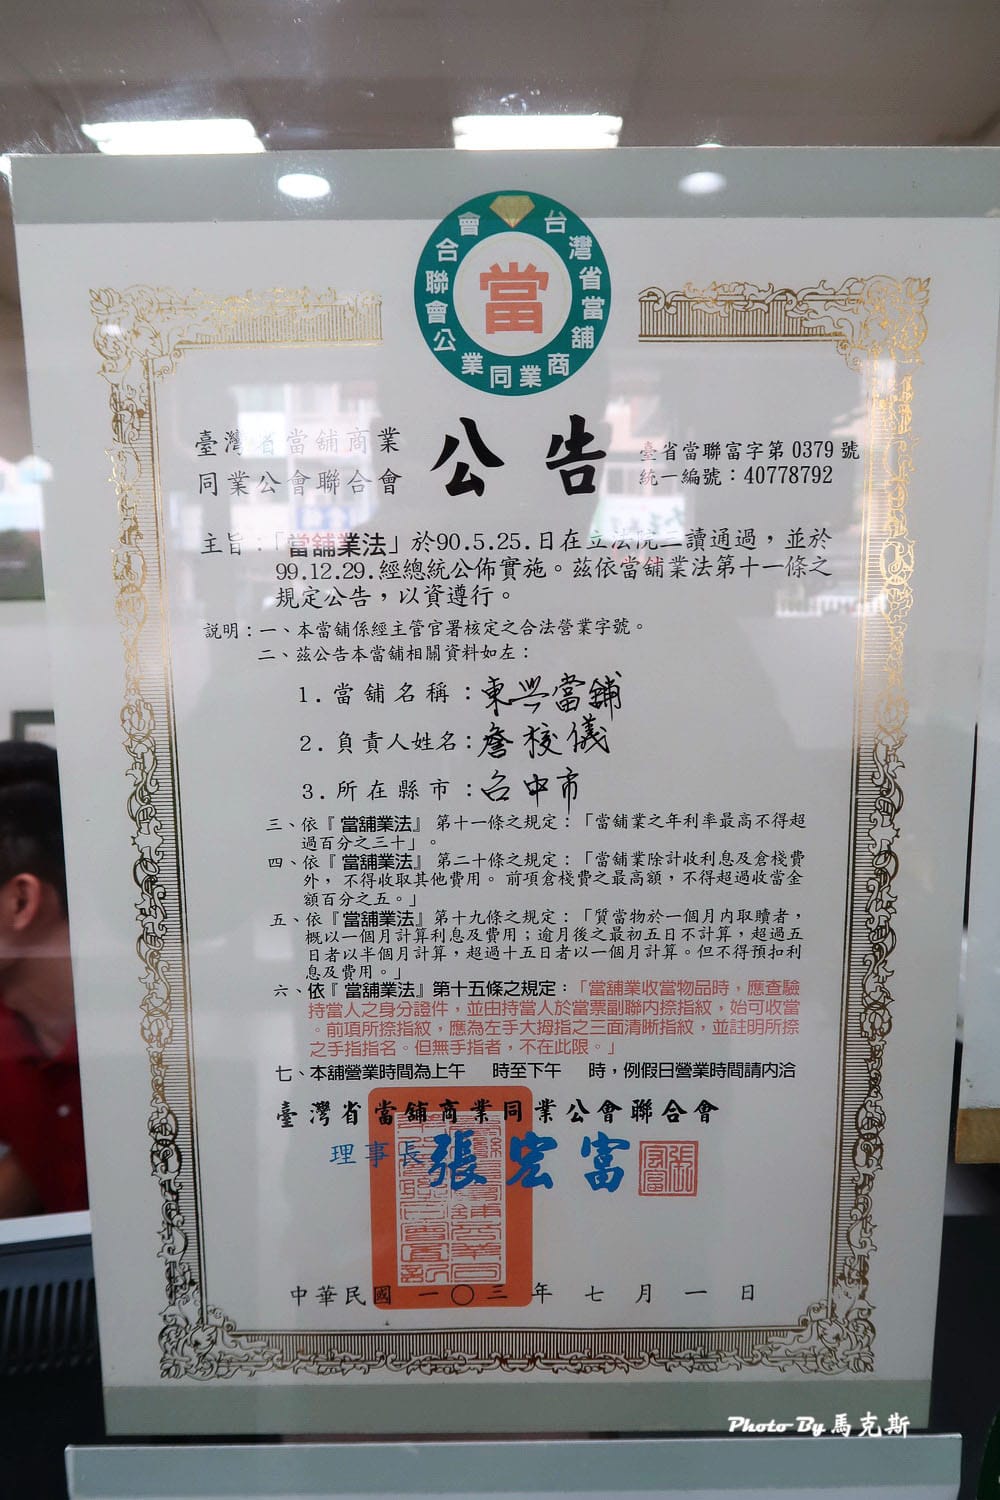 台灣省當舖商業同業公會聯合會
當
臺灣省當舖商業
同業公會聯合會
公告
臺省當聯富字第 0379 號
統一編號：40778792
主旨：「當舖業法」於90.5.25.日在立法院三讀通過，並於
99.12.29.經總統公佈實施。茲依當舖業法第十一條之
規定公告，以資遵行。
說明：一、本當舖係經主管官署核定之合法營業字號。
二、茲公告本當舖相關資料如左：
1. 當舖名稱：東興當舖
2. 負責人姓名：詹梭儀
3. 所在縣市：台中市
三、依『當舖業法』第十一條之規定：「當舖業之年利率最高不得超
過百分之三十」。
四、依『當舖業法』第二十條之規定：「當舖業除計收利息及倉棧費
外，不得收取其他費用。前項倉棧費之最高額，不得超過收當金
額百分之五。」
五、依『當舖業法』第十九條之規定：「質當物於一個月內取贖者，
概以一個月計算利息及費用；逾月後之最初五日不計算，超過五
日者以半個月計算，超過十五日者以一個月計算。但不得預扣利
息及費用。」
六、依『當舖業法』第十五條之規定：「當舖業收當物品時，應查驗
持當人之身分證件，並由持當人於當票副聯內捺指紋，始可收當
。前項所捺指紋，應為左手大拇指之三面清晰指紋，並註明所捺
之手指指名。但無手指者，不在此限。」
七、本舖營業時間為上午　時至下午　時，例假日營業時間請內洽
臺灣省當舖商業同業公會聯合會
理事長 張宏富
張宏富
中華民國一〇三年七月一日
Photo By 馬克斯